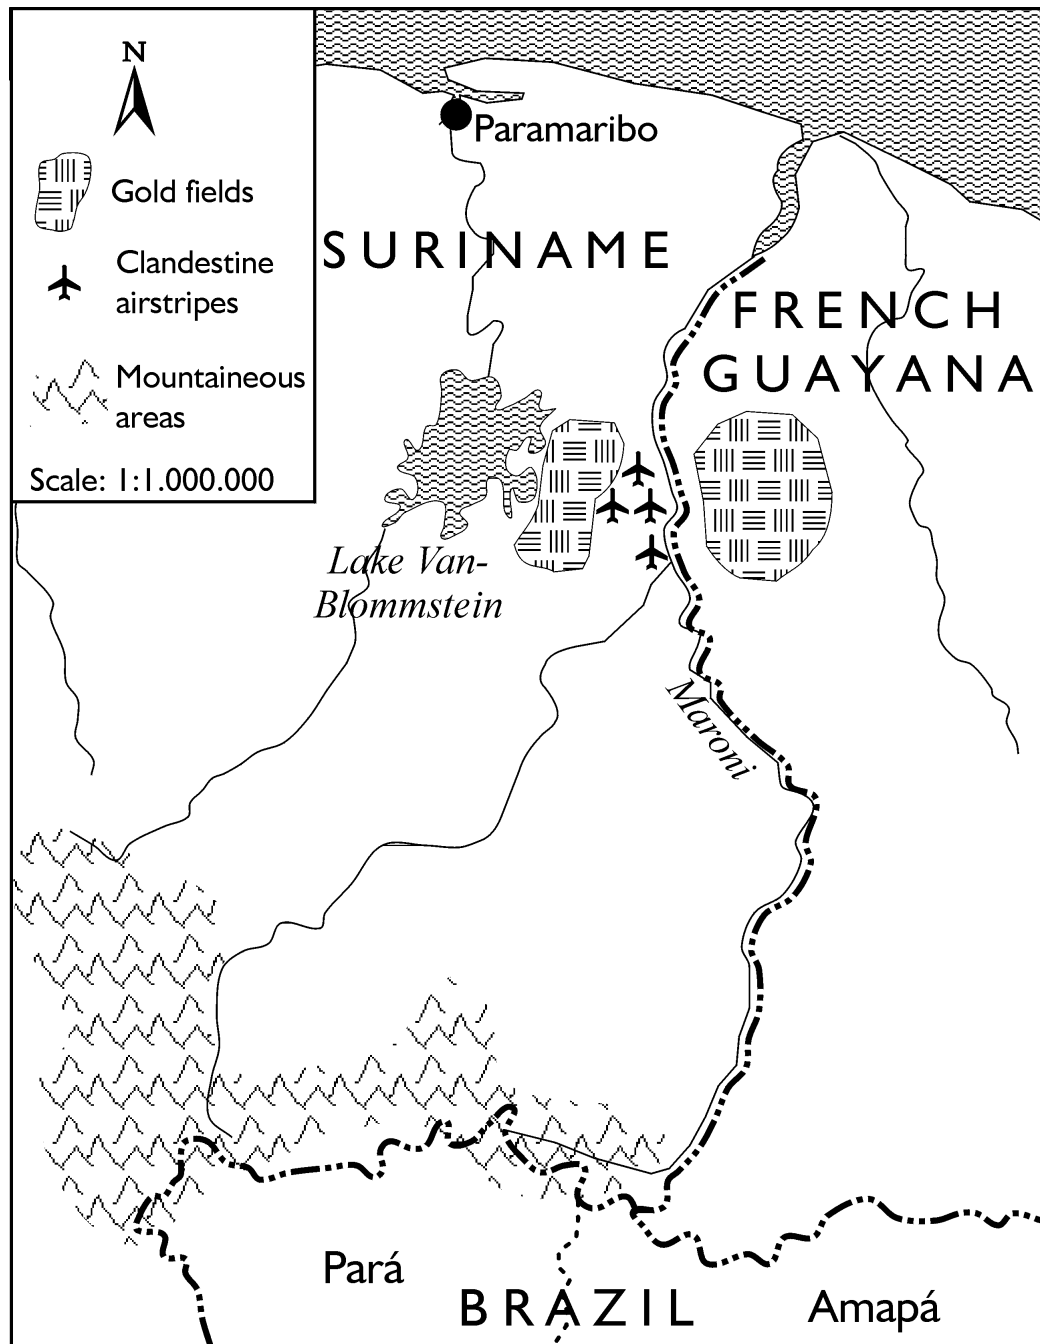 N
Gold fields
Clandestine
airstripes
Mountaineous
areas
Scale: 1:1.000.000
Paramaribo
SURINAME
FRENCH
GUAYANA
Lake Van-
Blommstein
Maroni
Pará
BRAZIL
Amapá